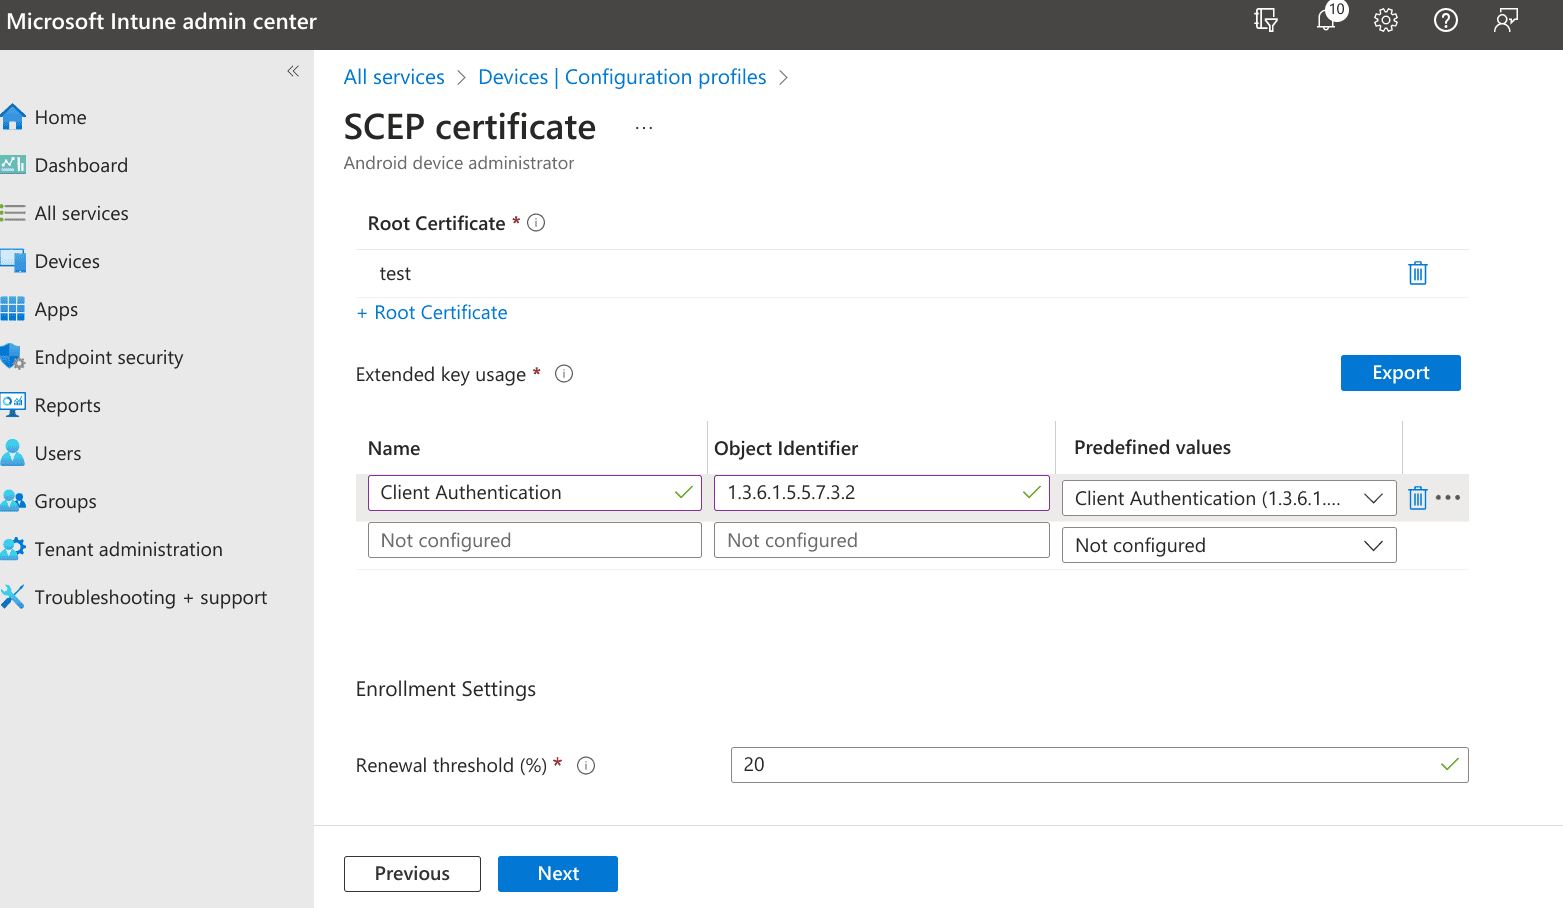 Microsoft Intune admin center
10
Home
Dashboard
All services
Devices
Apps
Endpoint security
Reports
Users
Groups
Tenant administration
Troubleshooting + support
All services > Devices | Configuration profiles >
SCEP certificate ...
Android device administrator
Root Certificate *
test
+ Root Certificate
Extended key usage *
Export
Name Object Identifier Predefined values
Client Authentication 1.3.6.1.5.5.7.3.2 Client Authentication (1.3.6.1....
Not configured Not configured Not configured
Enrollment Settings
Renewal threshold (%) * 20
Previous Next